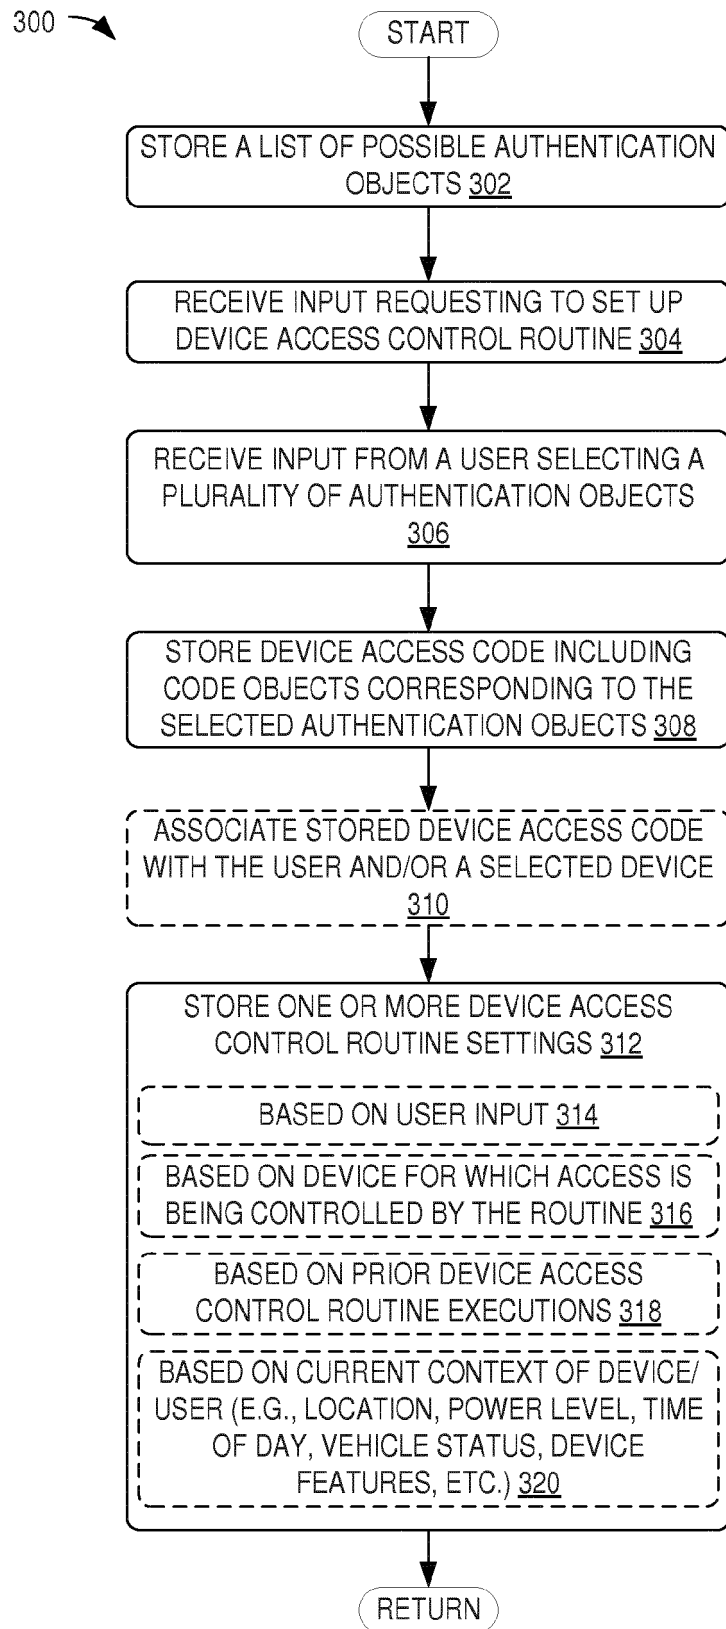 300
START
STORE A LIST OF POSSIBLE AUTHENTICATION
OBJECTS 302
RECEIVE INPUT REQUESTING TO SET UP
DEVICE ACCESS CONTROL ROUTINE 304
RECEIVE INPUT FROM A USER SELECTING A
PLURALITY OF AUTHENTICATION OBJECTS
306
STORE DEVICE ACCESS CODE INCLUDING
CODE OBJECTS CORRESPONDING TO THE
SELECTED AUTHENTICATION OBJECTS 308
ASSOCIATE STORED DEVICE ACCESS CODE
WITH THE USER AND/OR A SELECTED DEVICE
310
STORE ONE OR MORE DEVICE ACCESS
CONTROL ROUTINE SETTINGS 312
BASED ON USER INPUT 314
BASED ON DEVICE FOR WHICH ACCESS IS
BEING CONTROLLED BY THE ROUTINE 316
BASED ON PRIOR DEVICE ACCESS
CONTROL ROUTINE EXECUTIONS 318
BASED ON CURRENT CONTEXT OF DEVICE/
USER (E.G., LOCATION, POWER LEVEL, TIME
OF DAY, VEHICLE STATUS, DEVICE
FEATURES, ETC.) 320
RETURN